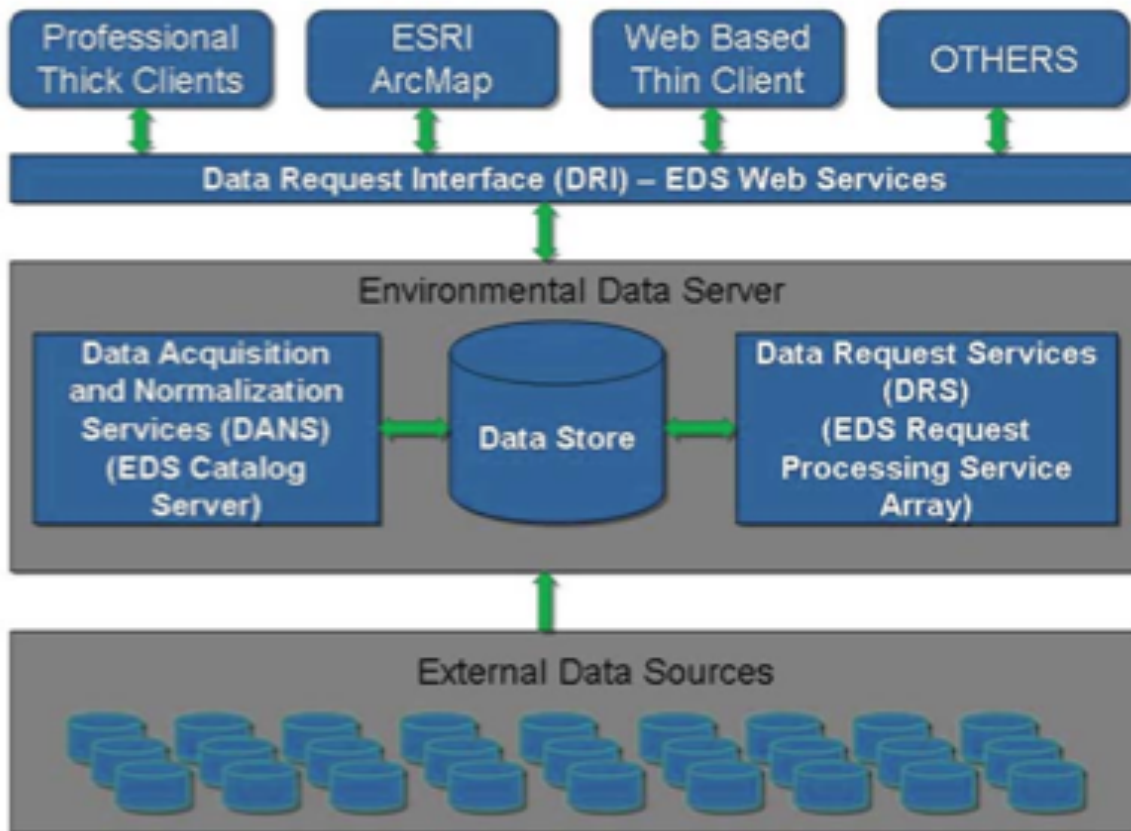 Professional
Thick Clients
ESRI
ArcMap
Web Based
Thin Client
OTHERS
Data Request Interface (DRI) – EDS Web Services
Environmental Data Server
Data Acquisition
and Normalization
Services (DANS)
(EDS Catalog
Server)
Data Store
Data Request Services
(DRS)
(EDS Request
Processing Service
Array)
External Data Sources